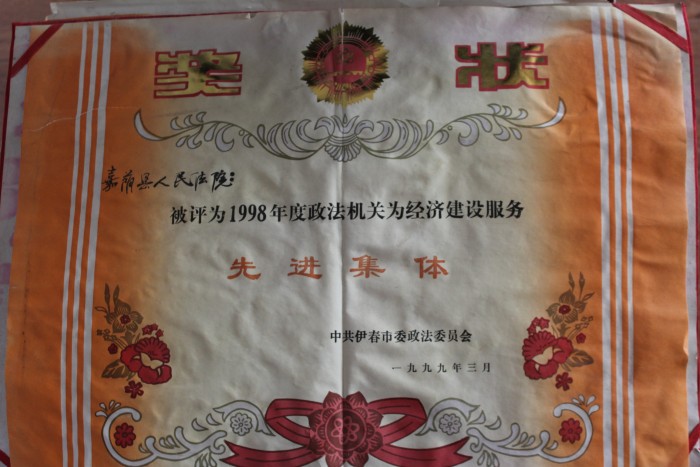 奖状
嘉荫县人民法院：
被评为1998年度政法机关为经济建设服务
先进集体
中共伊春市委政法委员会
一九九九年三月